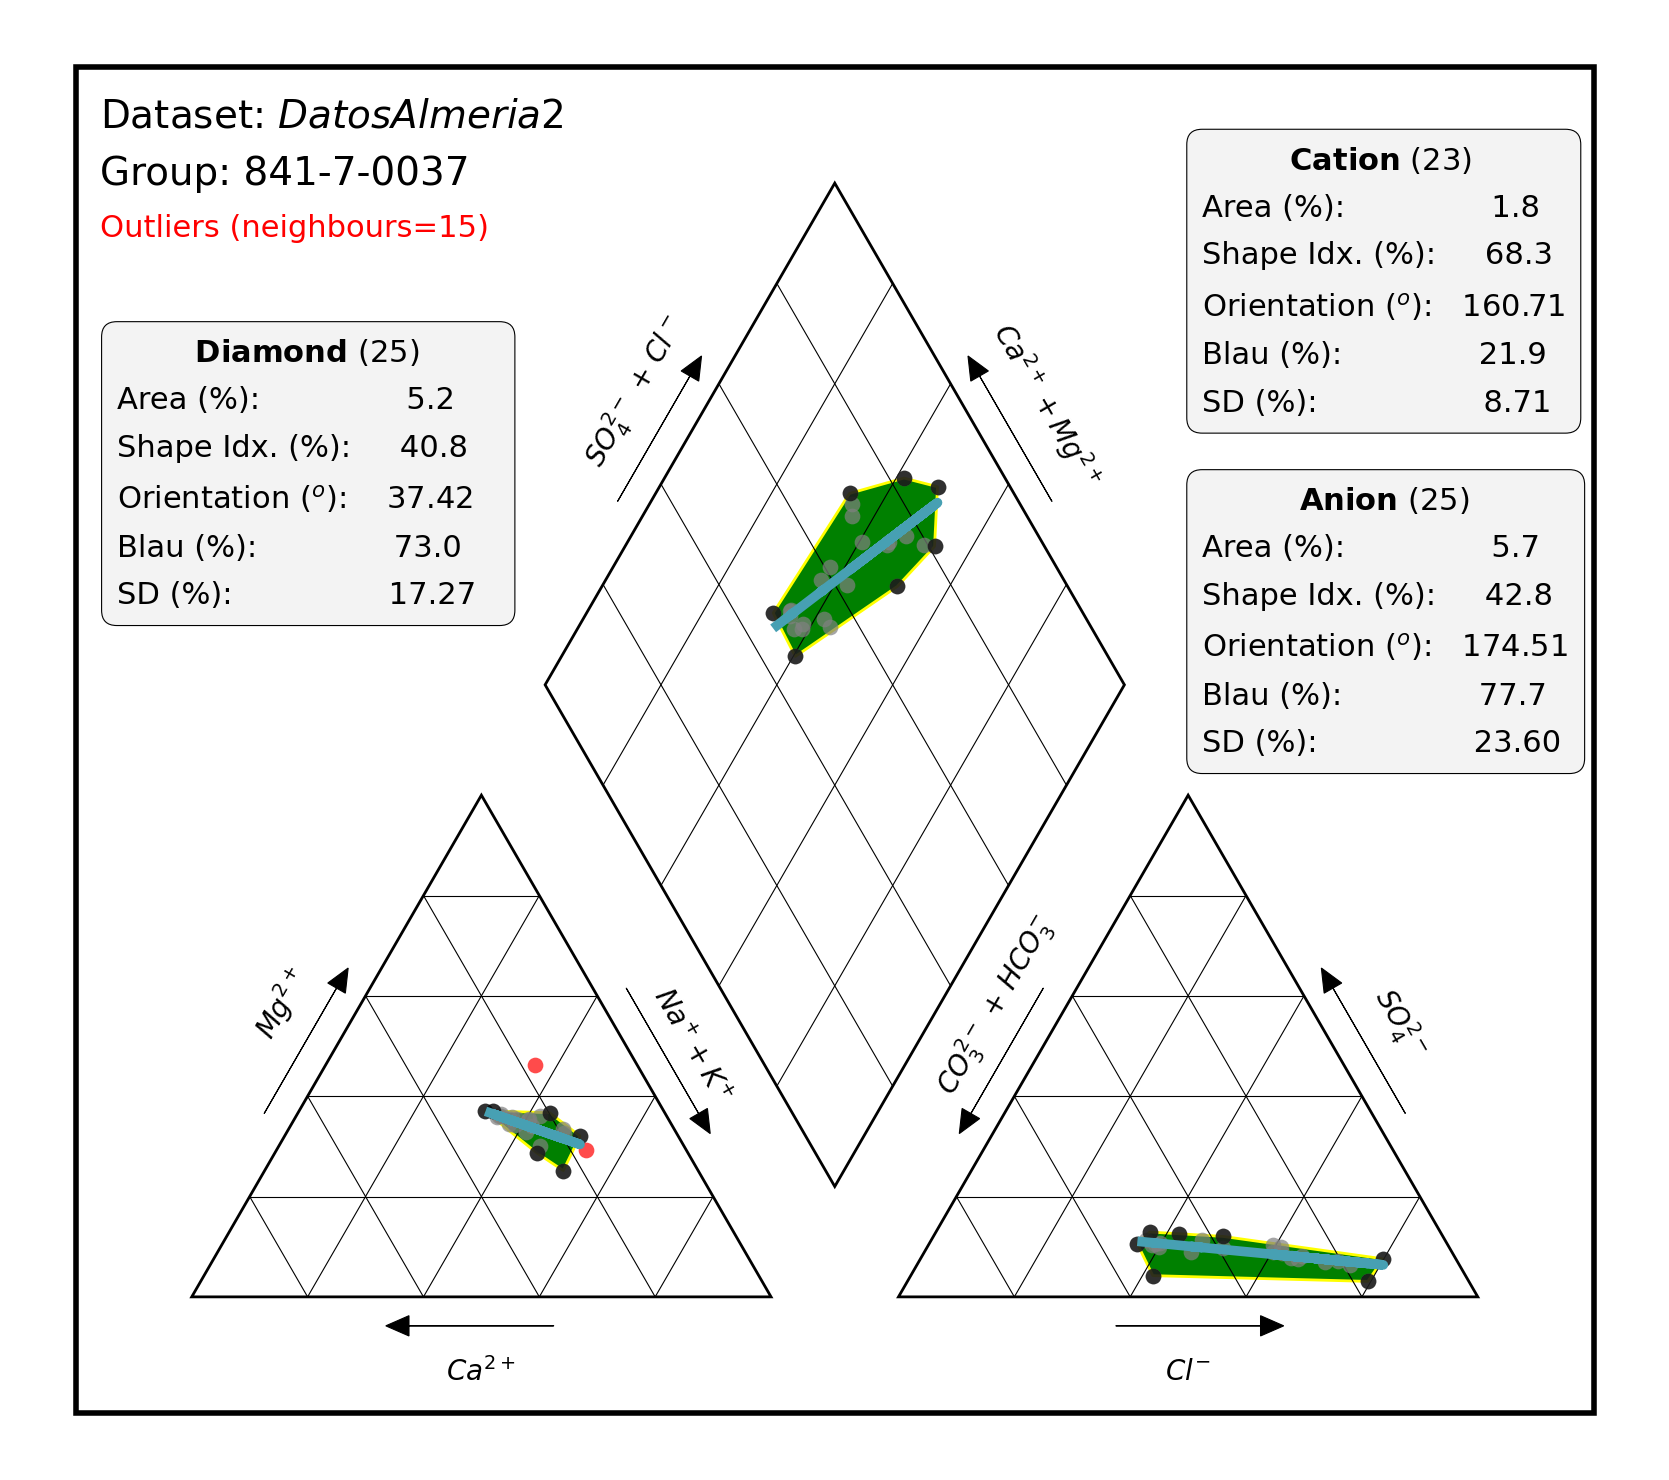 Dataset: DatosAlmeria2
Group: 841-7-0037
Outliers (neighbours=15)
Cation (23)
Area (%): 1.8
Shape Idx. (%): 68.3
Orientation (°): 160.71
Blau (%): 21.9
SD (%): 8.71
Diamond (25)
Area (%): 5.2
Shape Idx. (%): 40.8
Orientation (°): 37.42
Blau (%): 73.0
SD (%): 17.27
Anion (25)
Area (%): 5.7
Shape Idx. (%): 42.8
Orientation (°): 174.51
Blau (%): 77.7
SD (%): 23.60
SO₄²⁻ + Cl⁻
Ca²⁺ + Mg²⁺
Mg²⁺
Na⁺ + K⁺
CO₃²⁻ + HCO₃⁻
SO₄²⁻
Ca²⁺
Cl⁻